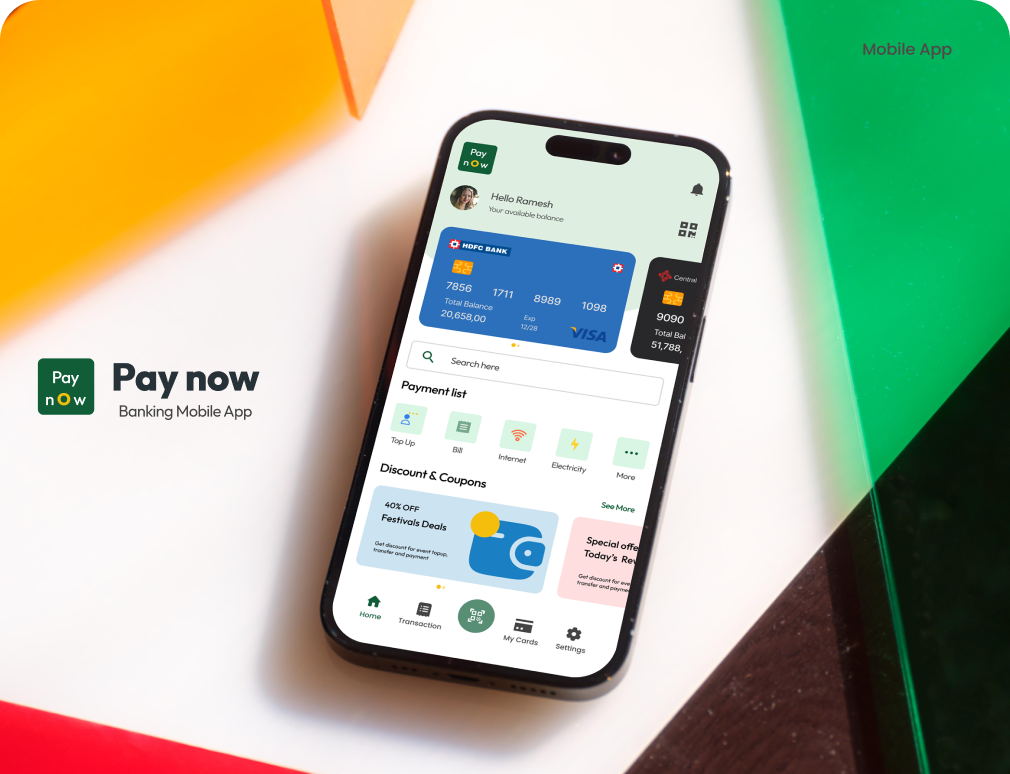 Mobile App
Pay
now
Pay now
Banking Mobile App
Pay
now
Hello Ramesh
Your available balance
HDFC BANK
7856 1711 8989 1098
Total Balance
20,658,00
Exp
12/28
VISA
Central
9090
Total Bal
51,788,
Search here
Payment list
Top Up
Bill
Internet
Electricity
More
Discount & Coupons
See More
40% OFF
Festivals Deals
Get discount for event topup,
transfer and payment
Special offe
Today's Rev
Get discount for eve
transfer and payme
Home
Transaction
My Cards
Settings